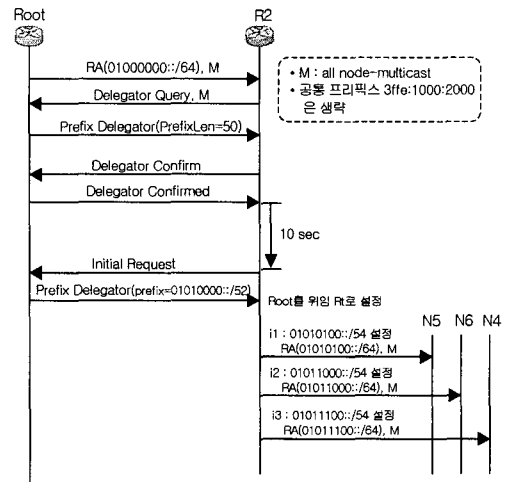 Root
R2
RA(01000000::/64), M
Delegator Query, M
• M : all node-multicast
• 공통 프리픽스 3ffe:1000:2000
은 생략
Prefix Delegator(PrefixLen=50)
Delegator Confirm
Delegator Confirmed
10 sec
Initial Request
Prefix Delegator(prefix=01010000::/52)
Root를 위임 Rt로 설정
N5 N6 N4
i1 : 01010100::/54 설정
RA(01010100::/64), M
i2 : 01011000::/54 설정
RA(01011000::/64), M
i3 : 01011100::/54 설정
RA(01011100::/64), M